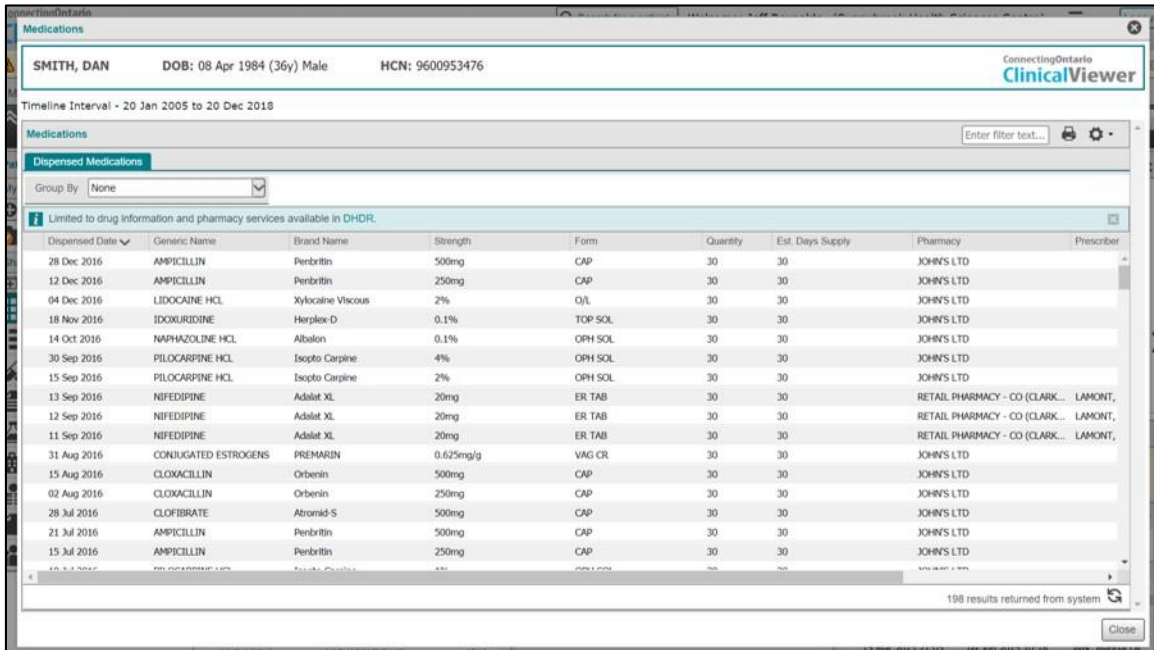 Medications
SMITH, DAN DOB: 08 Apr 1984 (36y) Male HCN: 9600953476
ConnectingOntario
ClinicalViewer
Timeline Interval - 20 Jan 2005 to 20 Dec 2018
Medications Enter filter text...
Dispensed Medications
Group By None
Limited to drug information and pharmacy services available in DHDR.
Dispensed Date Generic Name Brand Name Strength Form Quantity Est. Days Supply Pharmacy Prescriber
28 Dec 2016 AMPICILLIN Penbritin 500mg CAP 30 30 JOHN'S LTD
12 Dec 2016 AMPICILLIN Penbritin 250mg CAP 30 30 JOHN'S LTD
04 Dec 2016 LIDOCAINE HCL Xylocaine Viscous 2% O/L 30 30 JOHN'S LTD
18 Nov 2016 IDOXURIDINE Herplex-D 0.1% TOP SOL 30 30 JOHN'S LTD
14 Oct 2016 NAPHAZOLINE HCL Albalon 0.1% OPH SOL 30 30 JOHN'S LTD
30 Sep 2016 PILOCARPINE HCL Isopto Carpine 4% OPH SOL 30 30 JOHN'S LTD
15 Sep 2016 PILOCARPINE HCL Isopto Carpine 2% OPH SOL 30 30 JOHN'S LTD
13 Sep 2016 NIFEDIPINE Adalat XL 20mg ER TAB 30 30 RETAIL PHARMACY - CO (CLARK... LAMONT,
12 Sep 2016 NIFEDIPINE Adalat XL 20mg ER TAB 30 30 RETAIL PHARMACY - CO (CLARK... LAMONT,
11 Sep 2016 NIFEDIPINE Adalat XL 20mg ER TAB 30 30 RETAIL PHARMACY - CO (CLARK... LAMONT,
31 Aug 2016 CONJUGATED ESTROGENS PREMARIN 0.625mg/g VAG CR 30 30 JOHN'S LTD
15 Aug 2016 CLOXACILLIN Orbenin 500mg CAP 30 30 JOHN'S LTD
02 Aug 2016 CLOXACILLIN Orbenin 250mg CAP 30 30 JOHN'S LTD
28 Jul 2016 CLOFIBRATE Atromid-S 500mg CAP 30 30 JOHN'S LTD
21 Jul 2016 AMPICILLIN Penbritin 500mg CAP 30 30 JOHN'S LTD
15 Jul 2016 AMPICILLIN Penbritin 250mg CAP 30 30 JOHN'S LTD
198 results returned from system
Close